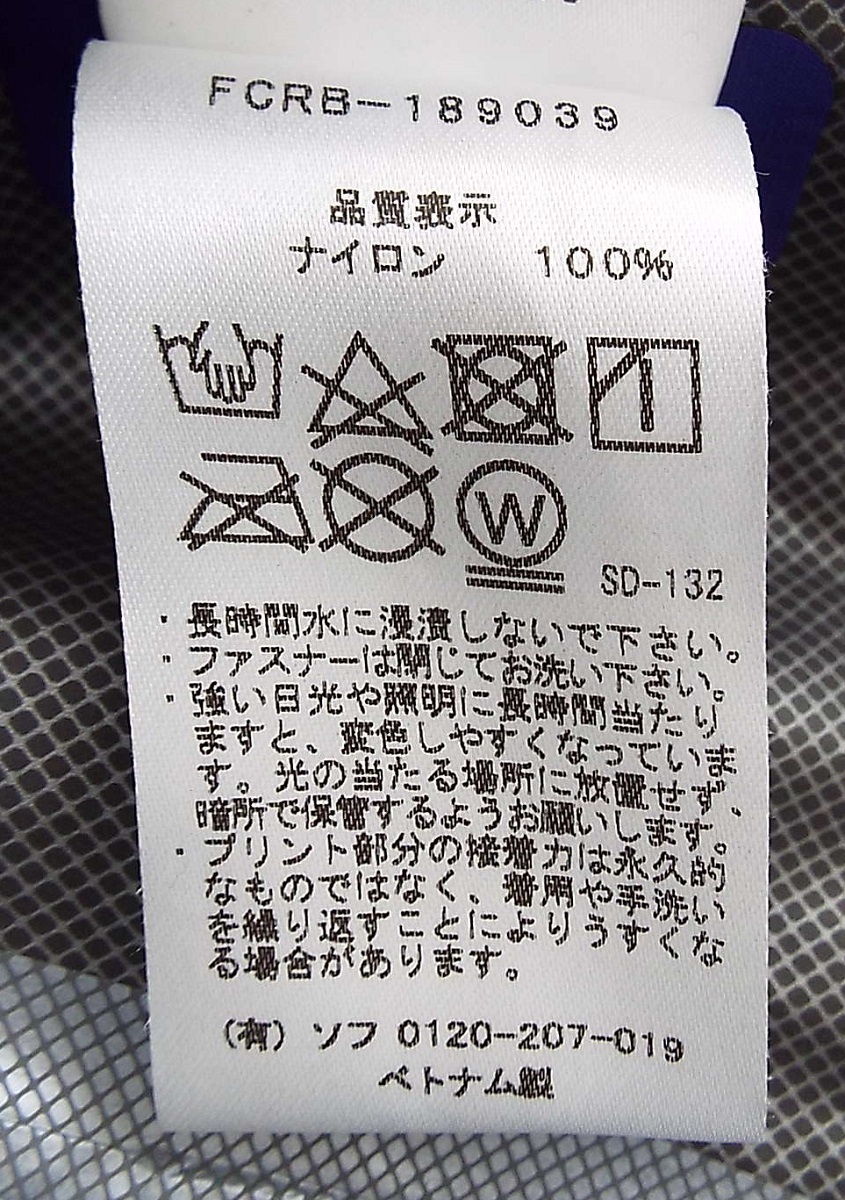 FCRB-189039
品質表示
ナイロン 100%
W
SD-132
・長時間水に浸漬しないで下さい。
・ファスナーは閉じてお洗い下さい。
・強い日光や照明に長時間当たり
ますと、変色しやすくなっていま
す。光の当たる場所に放置せず、
暗所で保管するようお願いします。
・プリント部分の接着力は永久的
なものではなく、着用や手洗い
を繰り返すことによりうすくな
る場合があります。
(有) ソフ 0120-207-019
ベトナム製